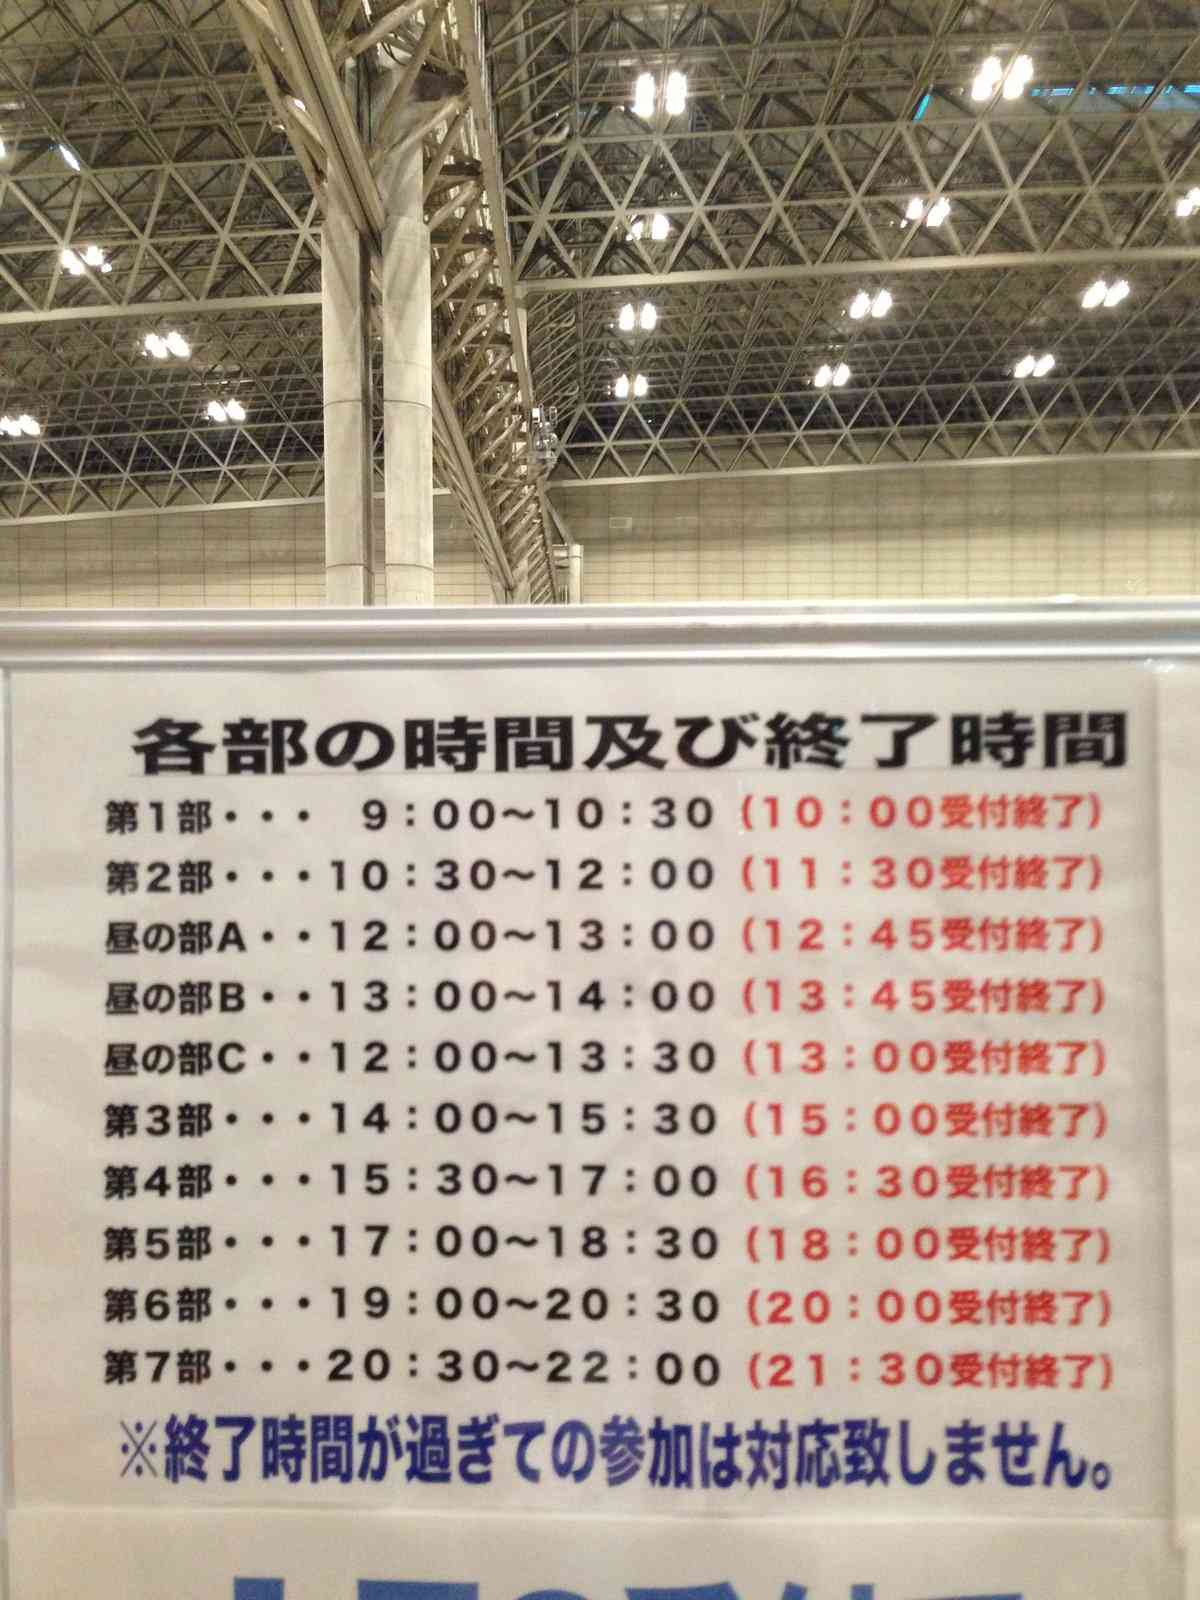 各部の時間及び終了時間
第1部・・・ 9：00～10：30（10：00受付終了）
第2部・・・10：30～12：00（11：30受付終了）
昼の部A・・12：00～13：00（12：45受付終了）
昼の部B・・13：00～14：00（13：45受付終了）
昼の部C・・12：00～13：30（13：00受付終了）
第3部・・・14：00～15：30（15：00受付終了）
第4部・・・15：30～17：00（16：30受付終了）
第5部・・・17：00～18：30（18：00受付終了）
第6部・・・19：00～20：30（20：00受付終了）
第7部・・・20：30～22：00（21：30受付終了）
※終了時間が過ぎての参加は対応致しません。